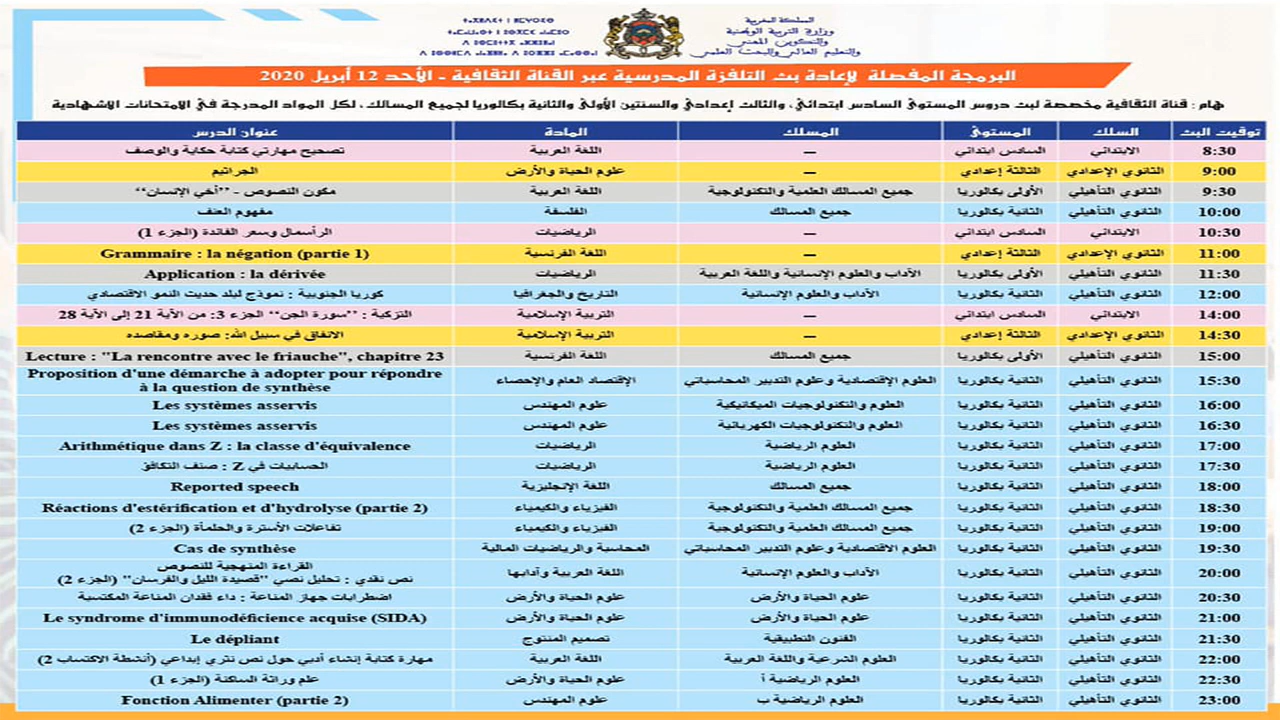 المملكة المغربية
وزارة التربية الوطنية
والتكوين المهني
والتعليم العالي والبحث العلمي
البرمجة المفصلة لإعادة بث التلفزة المدرسية عبر القناة الثقافية - الأحد 12 أبريل 2020
هام : قناة الثقافية مخصصة لبث دروس المستوى السادس ابتدائي، والثالث إعدادي والسنتين الأولى والثانية بكالوريا لجميع المسالك، لكل المواد المدرجة في الامتحانات الاشهادية
توقيت البث السلك المستوى المسلك المادة عنوان الدرس
8:30 الابتدائي السادس ابتدائي — اللغة العربية تصحيح مهارتي كتابة حكاية والوصف
9:00 الثانوي الإعدادي الثالثة إعدادي — علوم الحياة والأرض الجراثيم
9:30 الثانوي التأهيلي الأولى بكالوريا جميع المسالك العلمية والتكنولوجية اللغة العربية مكون النصوص - "أخي الإنسان"
10:00 الثانوي التأهيلي الثانية بكالوريا جميع المسالك الفلسفة مفهوم العنف
10:30 الابتدائي السادس ابتدائي — الرياضيات الرأسمال وسعر الفائدة (الجزء 1)
11:00 الثانوي الإعدادي الثالثة إعدادي — اللغة الفرنسية Grammaire : la négation (partie 1)
11:30 الثانوي التأهيلي الأولى بكالوريا الآداب والعلوم الإنسانية واللغة العربية الرياضيات Application : la dérivée
12:00 الثانوي التأهيلي الثانية بكالوريا الآداب والعلوم الإنسانية التاريخ والجغرافيا كوريا الجنوبية : نموذج لبلد حديث النمو الاقتصادي
14:00 الابتدائي السادس ابتدائي — التربية الإسلامية التزكية : "سورة الجن" الجزء 3: من الآية 21 إلى الآية 28
14:30 الثانوي الإعدادي الثالثة إعدادي — التربية الإسلامية الانفاق في سبيل الله: صوره ومقاصده
15:00 الثانوي التأهيلي الأولى بكالوريا جميع المسالك اللغة الفرنسية Lecture : "La rencontre avec le friauche", chapitre 23
15:30 الثانوي التأهيلي الثانية بكالوريا العلوم الإقتصادية وعلوم التدبير المحاسباتي الإقتصاد العام والإحصاء Proposition d'une démarche à adopter pour répondre
à la question de synthèse
16:00 الثانوي التأهيلي الثانية بكالوريا العلوم والتكنولوجيات الميكانيكية علوم المهندس Les systèmes asservis
16:30 الثانوي التأهيلي الثانية بكالوريا العلوم والتكنولوجيات الكهربائية علوم المهندس Les systèmes asservis
17:00 الثانوي التأهيلي الثانية بكالوريا العلوم الرياضية الرياضيات Arithmétique dans Z : la classe d'équivalence
17:30 الثانوي التأهيلي الثانية بكالوريا العلوم الرياضية الرياضيات الحسابيات في Z : صنف التكافؤ
18:00 الثانوي التأهيلي الثانية بكالوريا جميع المسالك اللغة الإنجليزية Reported speech
18:30 الثانوي التأهيلي الثانية بكالوريا جميع المسالك العلمية والتكنولوجية الفيزياء والكيمياء Réactions d'estérification et d'hydrolyse (partie 2)
19:00 الثانوي التأهيلي الثانية بكالوريا جميع المسالك العلمية والتكنولوجية الفيزياء والكيمياء تفاعلات الأسترة والحلمأة (الجزء 2)
19:30 الثانوي التأهيلي الثانية بكالوريا العلوم الاقتصادية وعلوم التدبير المحاسباتي المحاسبة والرياضيات المالية Cas de synthèse
20:00 الثانوي التأهيلي الثانية بكالوريا الآداب والعلوم الإنسانية اللغة العربية وآدابها القراءة المنهجية للنصوص
نص نقدي : تحليل نصي "قصيدة الليل والفرسان" (الجزء 2)
20:30 الثانوي التأهيلي الثانية بكالوريا علوم الحياة والأرض علوم الحياة والأرض اضطرابات جهاز المناعة : داء فقدان المناعة المكتسبة
21:00 الثانوي التأهيلي الثانية بكالوريا علوم الحياة والأرض علوم الحياة والأرض Le syndrome d'immunodéficience acquise (SIDA)
21:30 الثانوي التأهيلي الثانية بكالوريا الفنون التطبيقية تصميم المنتوج Le dépliant
22:00 الثانوي التأهيلي الثانية بكالوريا العلوم الشرعية واللغة العربية اللغة العربية مهارة كتابة إنشاء أدبي حول نص نثري إبداعي (أنشطة الاكتساب 2)
22:30 الثانوي التأهيلي الثانية بكالوريا العلوم الرياضية أ علوم الحياة والأرض علم وراثة الساكنة (الجزء 1)
23:00 الثانوي التأهيلي الثانية بكالوريا العلوم الرياضية ب علوم المهندس Fonction Alimenter (partie 2)